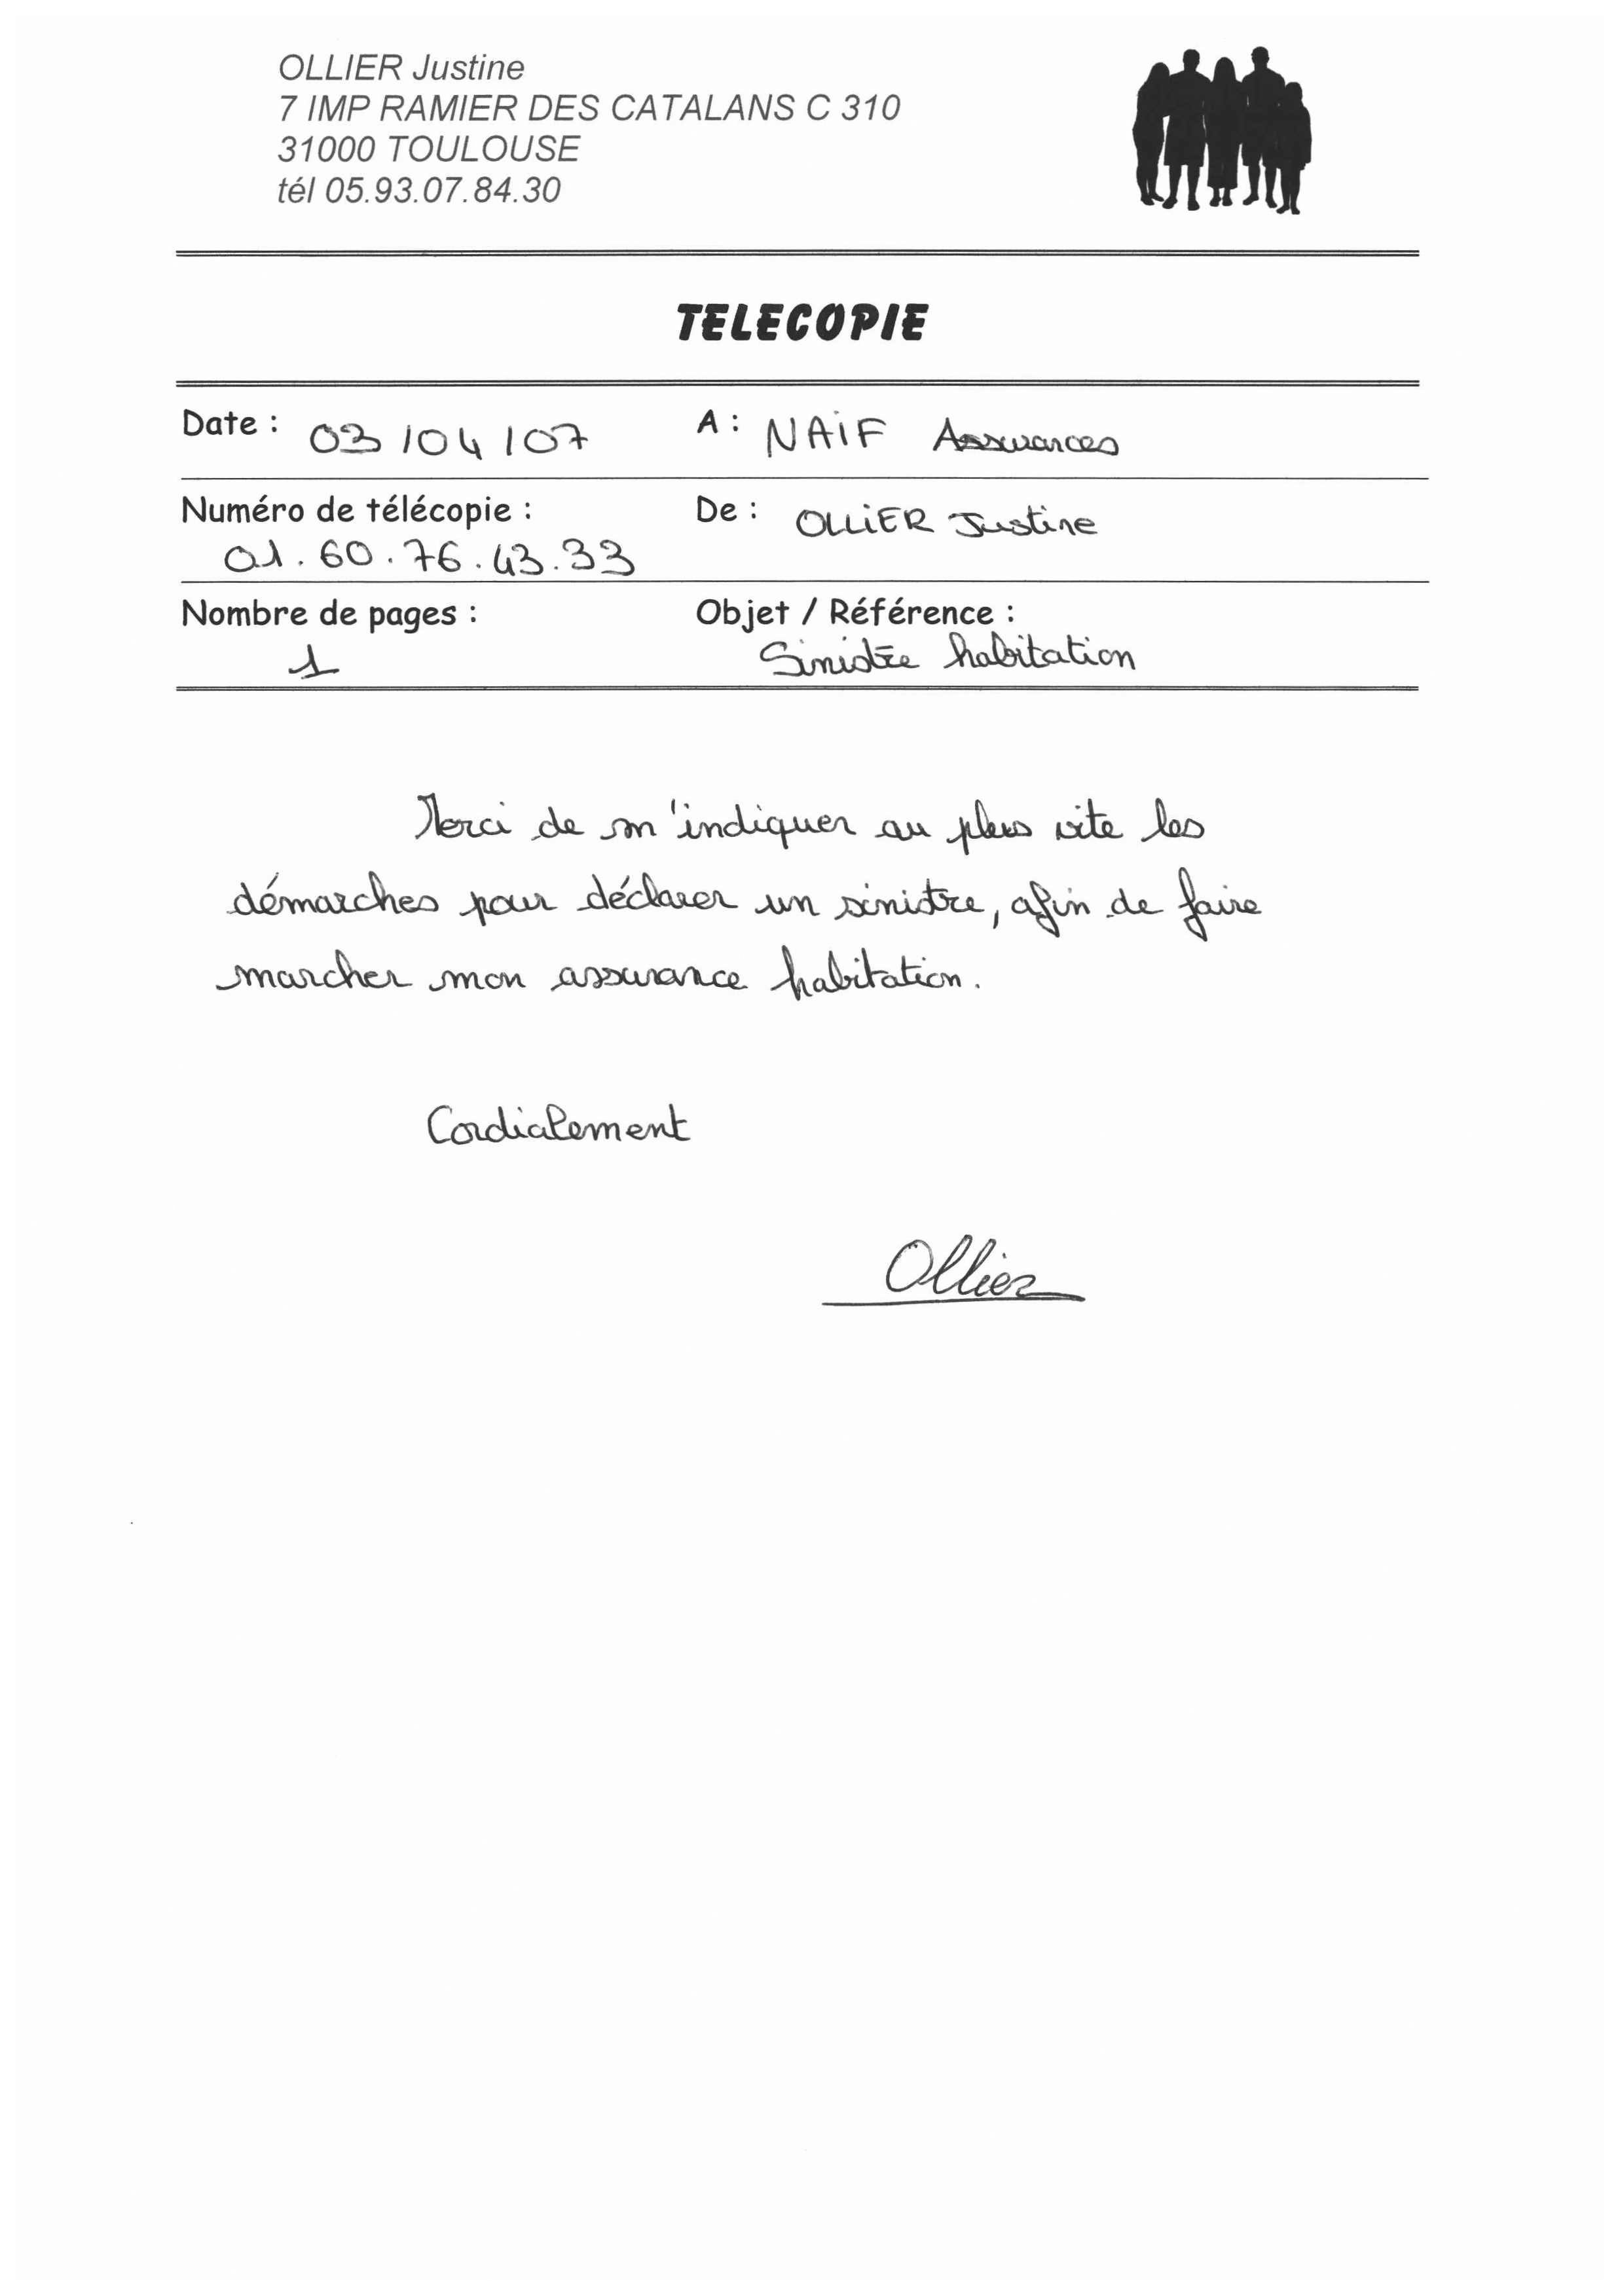 OLLIER Justine
7 IMP RAMIER DES CATALANS C 310
31000 TOULOUSE
tél 05.93.07.84.30
TELECOPIE
Date : 03/04/07 A : NAIF Assurances
Numéro de télécopie : De : OLLIER Justine
01.60.76.43.33
Nombre de pages : Objet / Référence :
1 Sinistre habitation
Merci de m'indiquer au plus vite les
démarches pour déclarer un sinistre, afin de faire
marcher mon assurance habitation.
Cordialement
Ollier